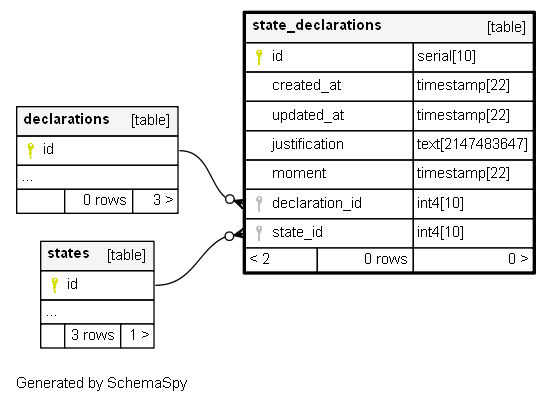 state_declarations [table]
id serial[10]
created_at timestamp[22]
updated_at timestamp[22]
justification text[2147483647]
moment timestamp[22]
declaration_id int4[10]
state_id int4[10]
< 2 0 rows 0 >
declarations [table]
id
...
0 rows 3 >
states [table]
id
...
3 rows 1 >
Generated by SchemaSpy